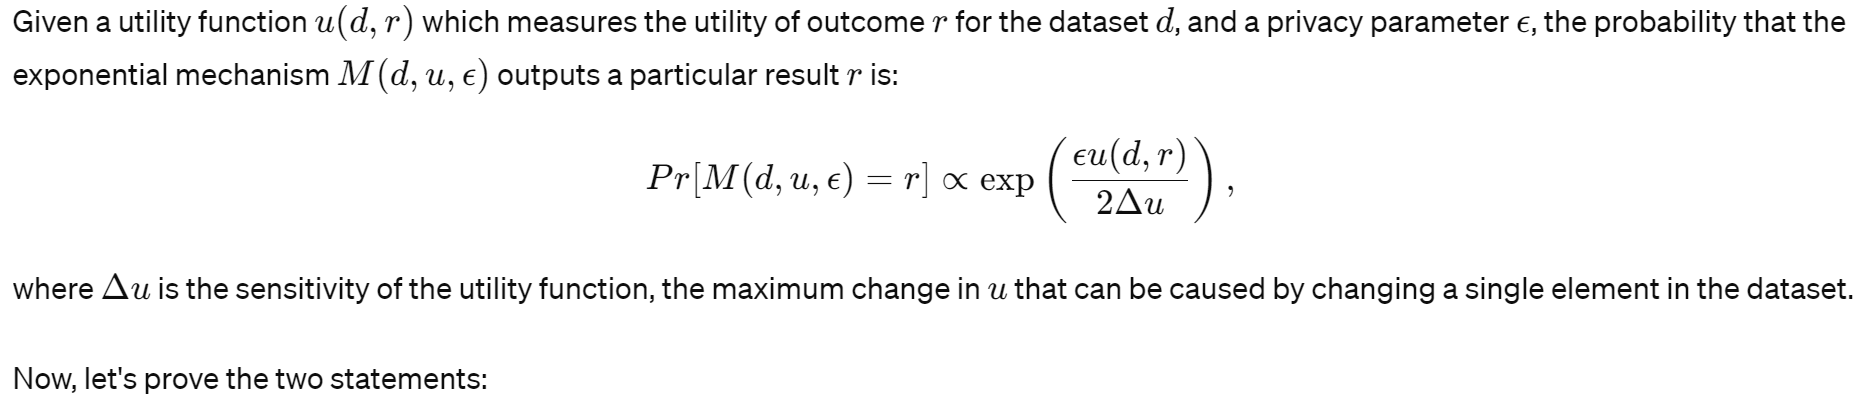 Given a utility function u(d, r) which measures the utility of outcome r for the dataset d, and a privacy parameter ϵ, the probability that the
exponential mechanism M(d, u, ϵ) outputs a particular result r is:
Pr[M(d, u, ϵ) = r] ∝ exp(ϵu(d, r) / 2Δu),
where Δu is the sensitivity of the utility function, the maximum change in u that can be caused by changing a single element in the dataset.
Now, let's prove the two statements: